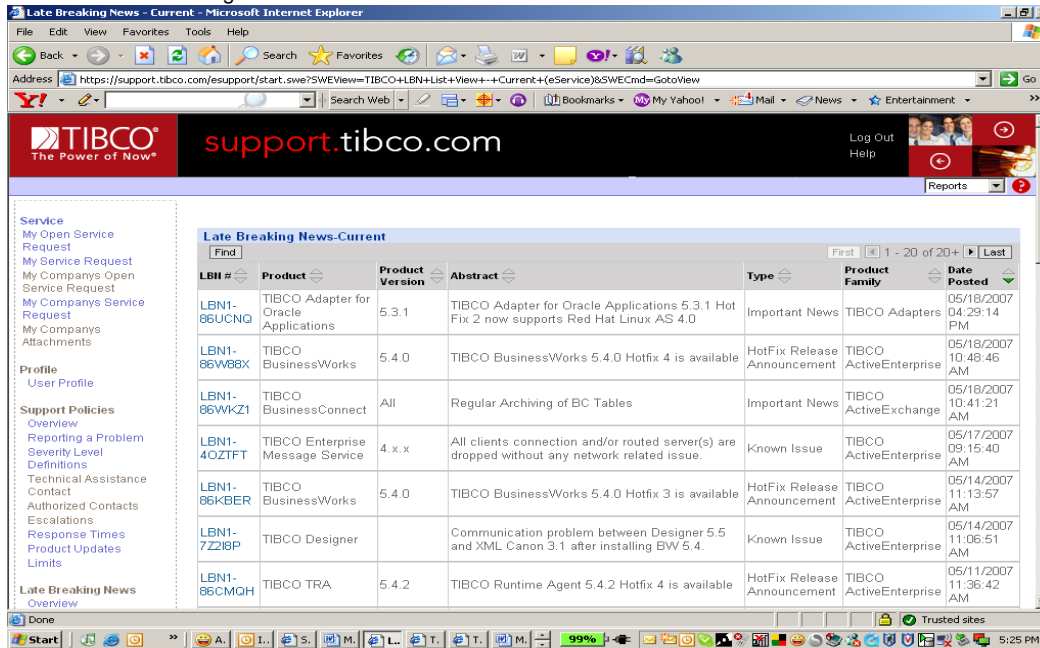 Late Breaking News - Current - Microsoft Internet Explorer
File Edit View Favorites Tools Help
Back Search Favorites
Address https://support.tibco.com/esupport/start.swe?SWEView=TIBCO+LBN+List+View+-+Current+(eService)&SWECmd=GotoView Go
Y! Search Web Bookmarks My Yahoo! Mail News Entertainment »
TIBCO®
The Power of Now®
support.tibco.com
Log Out
Help
Reports ?
Service
My Open Service
Request
My Service Request
My Companys Open
Service Request
My Companys Service
Request
My Companys
Attachments
Profile
User Profile
Support Policies
Overview
Reporting a Problem
Severity Level
Definitions
Technical Assistance
Contact
Authorized Contacts
Escalations
Response Times
Product Updates
Limits
Late Breaking News
Overview
Late Breaking News-Current
Find First 1 - 20 of 20+ Last
LBN # Product Product Version Abstract Type Product Family Date Posted
LBN1-86UCNQ TIBCO Adapter for Oracle Applications 5.3.1 TIBCO Adapter for Oracle Applications 5.3.1 Hot Fix 2 now supports Red Hat Linux AS 4.0 Important News TIBCO Adapters 05/18/2007 04:29:14 PM
LBN1-86W88X TIBCO BusinessWorks 5.4.0 TIBCO BusinessWorks 5.4.0 Hotfix 4 is available HotFix Release Announcement TIBCO ActiveEnterprise 05/18/2007 10:48:46 AM
LBN1-86WKZ1 TIBCO BusinessConnect All Regular Archiving of BC Tables Important News TIBCO ActiveExchange 05/18/2007 10:41:21 AM
LBN1-4OZTFT TIBCO Enterprise Message Service 4.x.x All clients connection and/or routed server(s) are dropped without any network related issue. Known Issue TIBCO ActiveEnterprise 05/17/2007 09:15:40 AM
LBN1-86KBER TIBCO BusinessWorks 5.4.0 TIBCO BusinessWorks 5.4.0 Hotfix 3 is available HotFix Release Announcement TIBCO ActiveEnterprise 05/14/2007 11:13:57 AM
LBN1-7Z2I8P TIBCO Designer Communication problem between Designer 5.5 and XML Canon 3.1 after installing BW 5.4. Known Issue TIBCO ActiveEnterprise 05/14/2007 11:06:51 AM
LBN1-86CMQH TIBCO TRA 5.4.2 TIBCO Runtime Agent 5.4.2 Hotfix 4 is available HotFix Release Announcement TIBCO ActiveEnterprise 05/11/2007 11:36:42 AM
Done Trusted sites
Start » A. I.. S. M. L.. T. T. M. 99% 5:25 PM